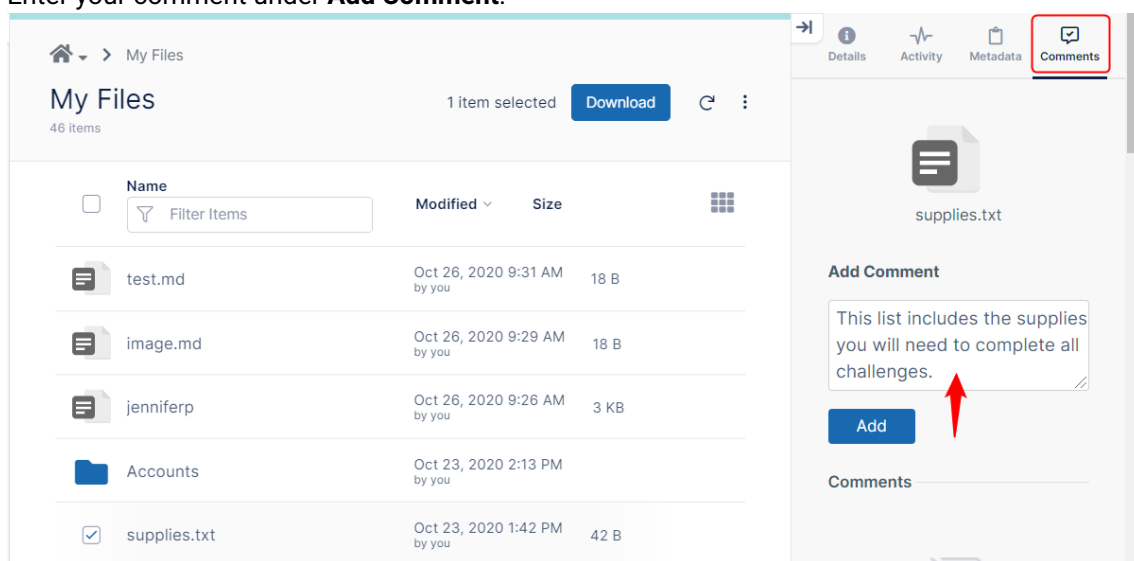 Enter your comment under Add Comment.
My Files
My Files
46 items
1 item selected
Download
Details
Activity
Metadata
Comments
Name
Filter Items
Modified
Size
test.md
Oct 26, 2020 9:31 AM
by you
18 B
image.md
Oct 26, 2020 9:29 AM
by you
18 B
jenniferp
Oct 26, 2020 9:26 AM
by you
3 KB
Accounts
Oct 23, 2020 2:13 PM
by you
supplies.txt
Oct 23, 2020 1:42 PM
by you
42 B
supplies.txt
Add Comment
This list includes the supplies
you will need to complete all
challenges.
Add
Comments